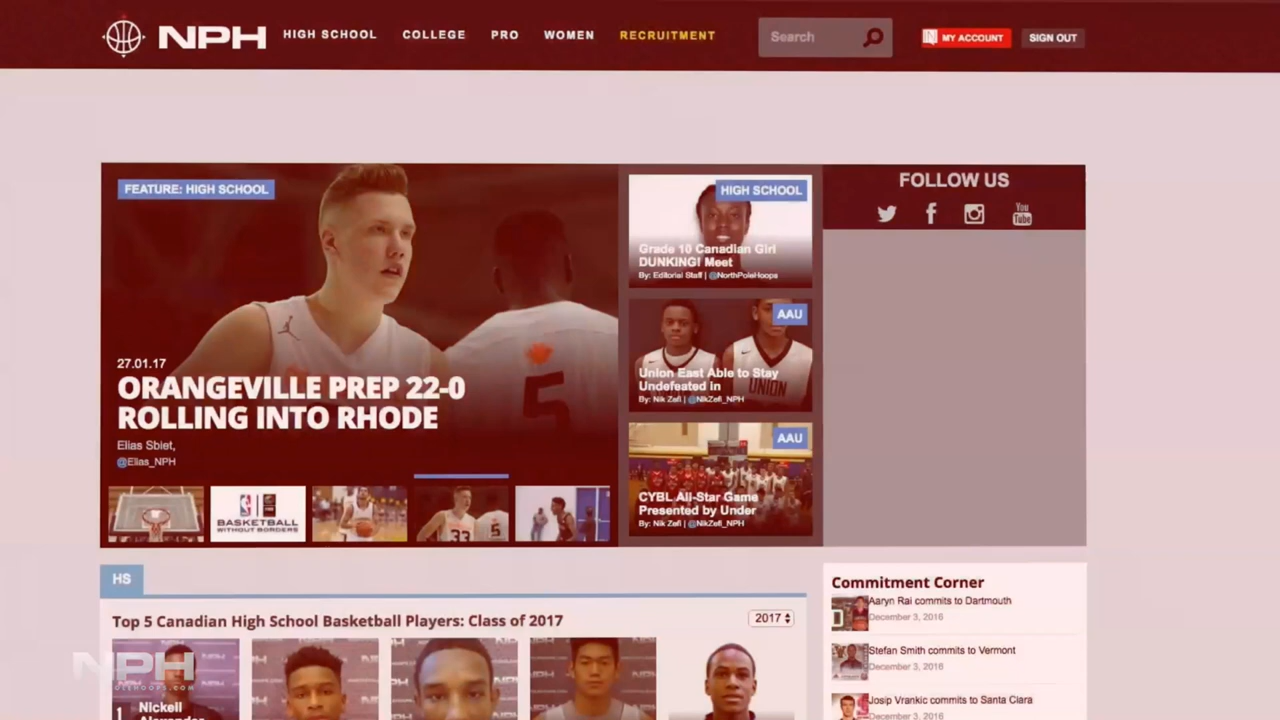 NPH
HIGH SCHOOL
COLLEGE
PRO
WOMEN
RECRUITMENT
Search
MY ACCOUNT
SIGN OUT
FEATURE: HIGH SCHOOL
27.01.17
ORANGEVILLE PREP 22-0
ROLLING INTO RHODE
Elias Sbiet,
@Elias_NPH
5
BASKETBALL
WITHOUT BORDERS
33
5
HIGH SCHOOL
Grade 10 Canadian Girl
DUNKING! Meet
By: Editorial Staff | @NorthPoleHoops
AAU
UNION
Union East Able to Stay
Undefeated in
By: Nik Zefi | @NikZefi_NPH
AAU
CYBL All-Star Game
Presented by Under
By: Nik Zefi | @NikZefi_NPH
FOLLOW US
You
Tube
HS
Top 5 Canadian High School Basketball Players: Class of 2017
2017
NPH
1
Nickell
Alexander
Commitment Corner
Aaryn Rai commits to Dartmouth
December 3, 2016
Stefan Smith commits to Vermont
December 3, 2016
Josip Vrankic commits to Santa Clara
December 3, 2016